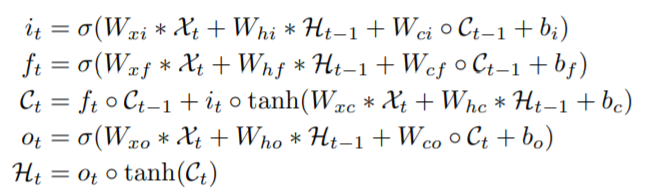 i_t = σ(W_{xi} ∗ 𝒳_t + W_{hi} ∗ ℋ_{t−1} + W_{ci} ∘ 𝒞_{t−1} + b_i)
f_t = σ(W_{xf} ∗ 𝒳_t + W_{hf} ∗ ℋ_{t−1} + W_{cf} ∘ 𝒞_{t−1} + b_f)
𝒞_t = f_t ∘ 𝒞_{t−1} + i_t ∘ tanh(W_{xc} ∗ 𝒳_t + W_{hc} ∗ ℋ_{t−1} + b_c)
o_t = σ(W_{xo} ∗ 𝒳_t + W_{ho} ∗ ℋ_{t−1} + W_{co} ∘ 𝒞_t + b_o)
ℋ_t = o_t ∘ tanh(𝒞_t)